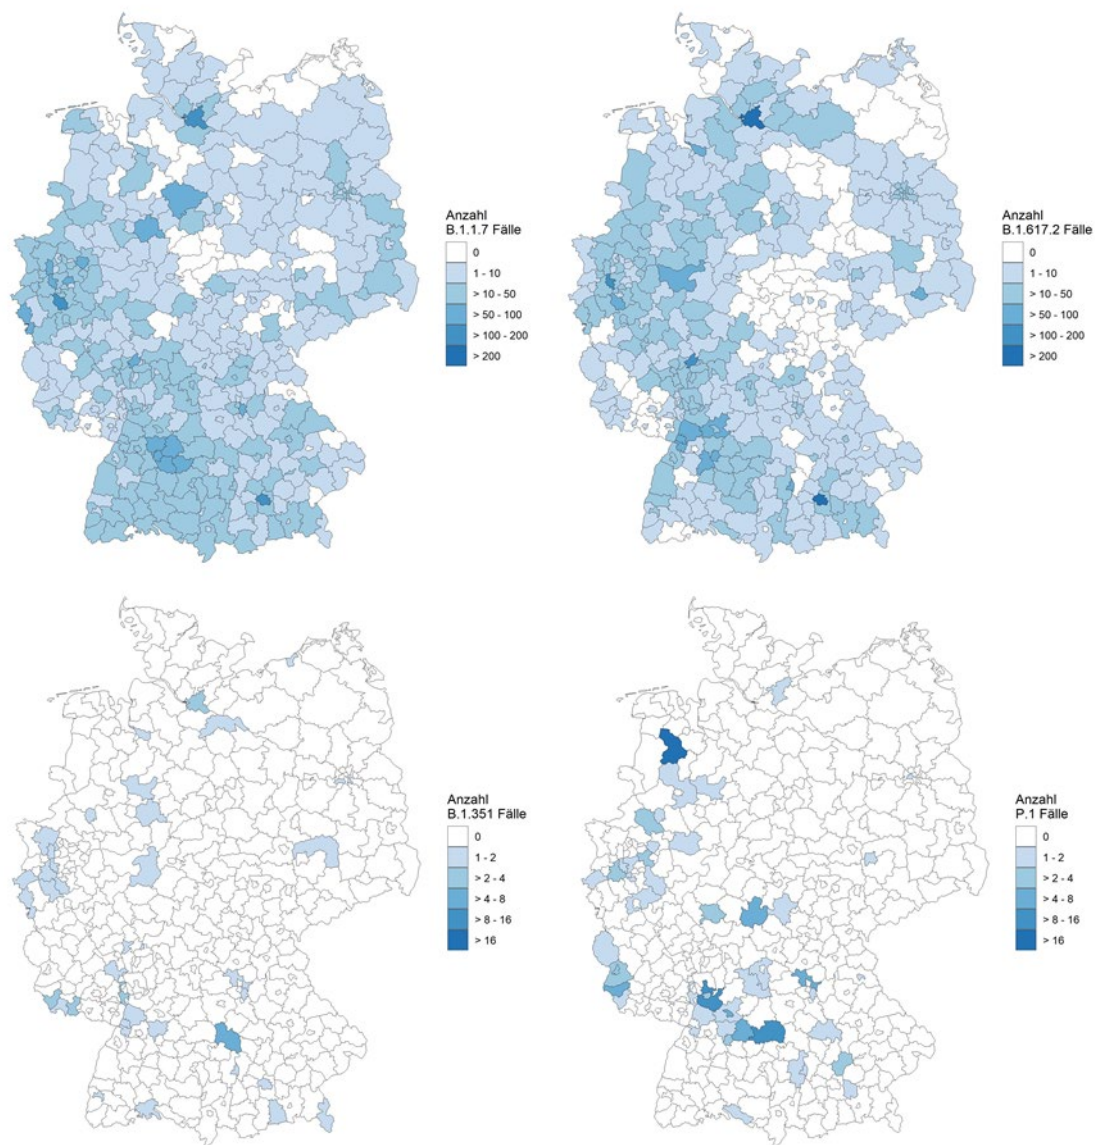 Anzahl
B.1.1.7 Fälle
0
1 - 10
> 10 - 50
> 50 - 100
> 100 - 200
> 200
Anzahl
B.1.617.2 Fälle
0
1 - 10
> 10 - 50
> 50 - 100
> 100 - 200
> 200
Anzahl
B.1.351 Fälle
0
1 - 2
> 2 - 4
> 4 - 8
> 8 - 16
> 16
Anzahl
P.1 Fälle
0
1 - 2
> 2 - 4
> 4 - 8
> 8 - 16
> 16